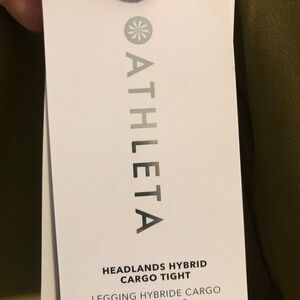 ATHLETA
HEADLANDS HYBRID
CARGO TIGHT
LEGGING HYBRIDE CARGO